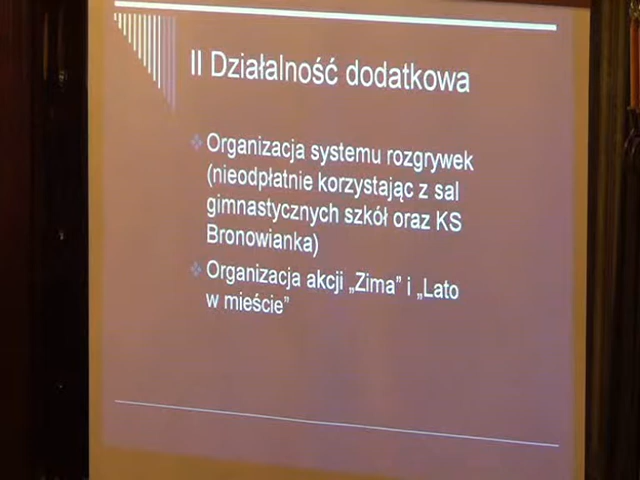 II Działalność dodatkowa
Organizacja systemu rozgrywek
(nieodpłatnie korzystając z sal
gimnastycznych szkół oraz KS
Bronowianka)
Organizacja akcji „Zima” i „Lato
w mieście”